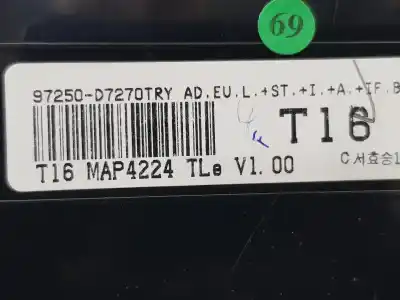 69
97250-D7270TRY AD.EU.L.+ST.+I.+A.+IF.B
T16
T16 MAP4224 TLe V1.00
C서효승1